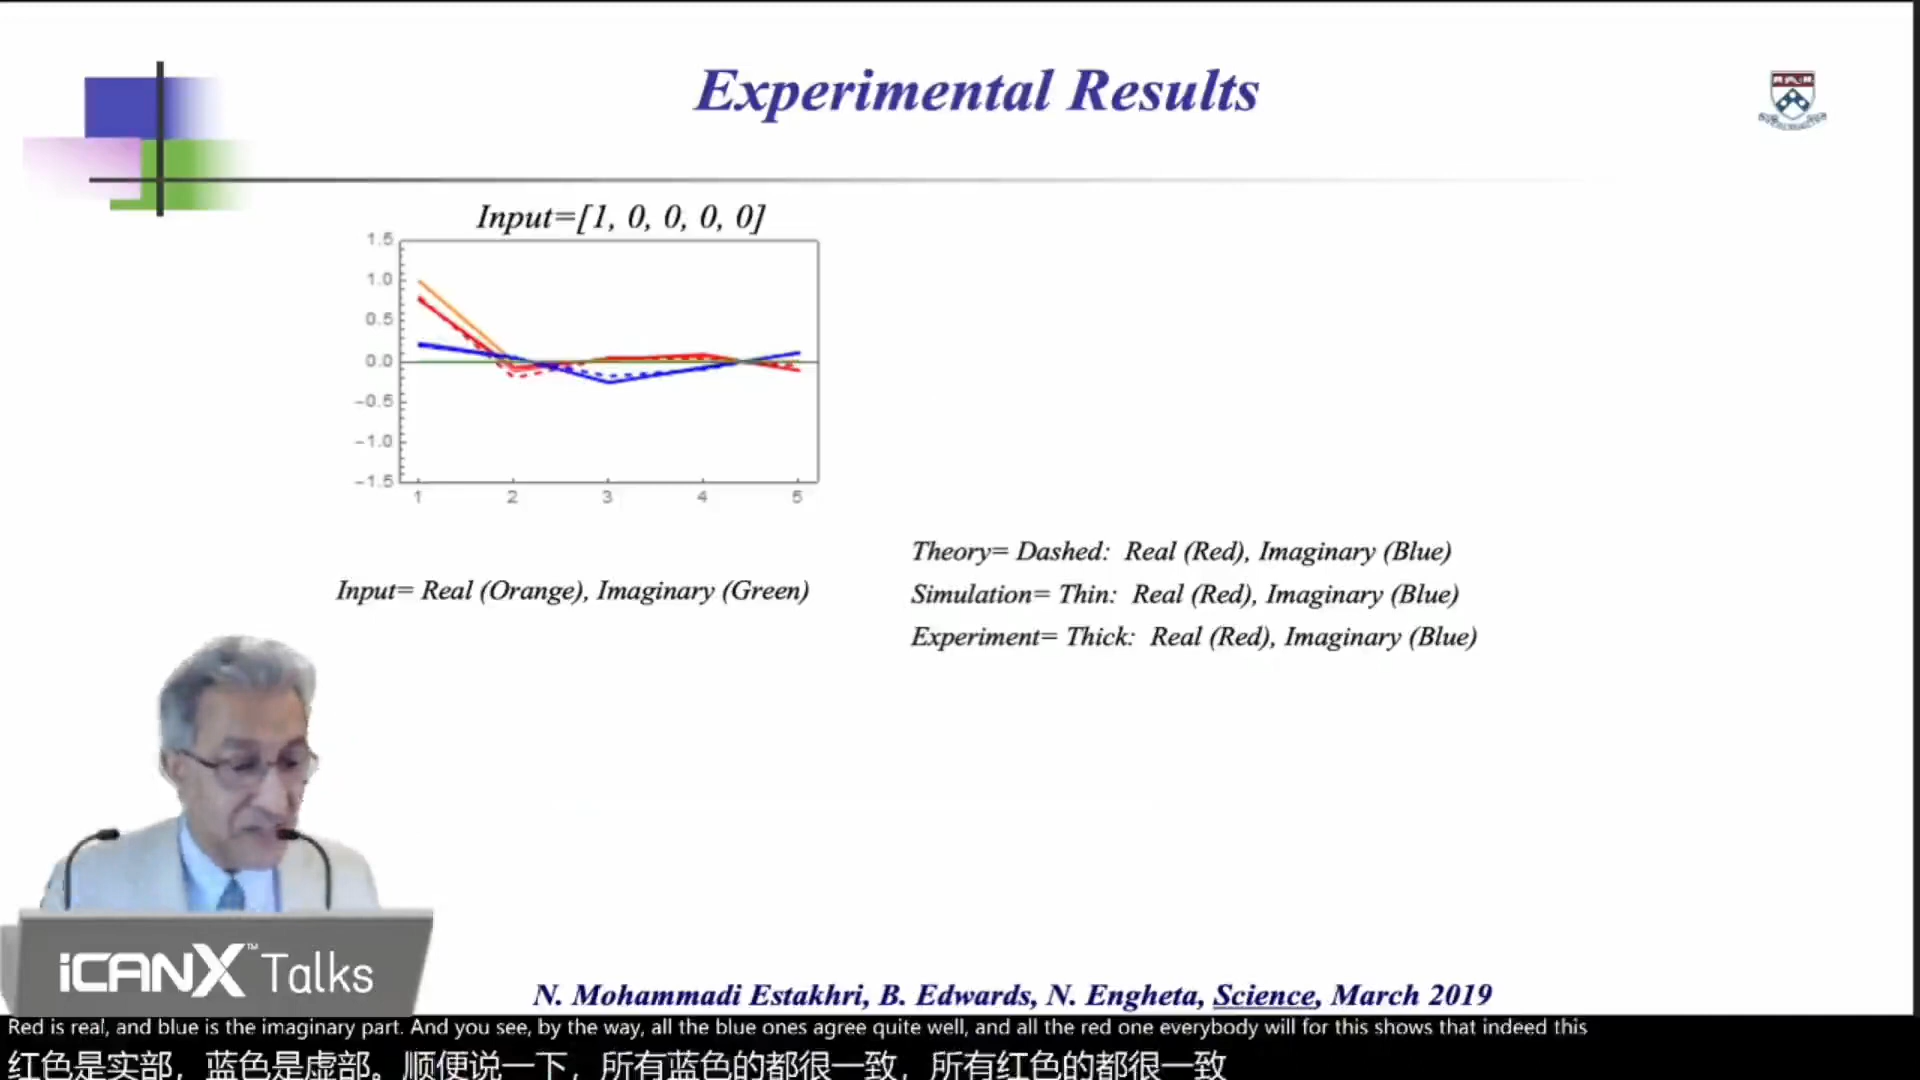 Experimental Results
Input=[1, 0, 0, 0, 0]
1.5
1.0
0.5
0.0
−0.5
−1.0
−1.5
1 2 3 4 5
Input= Real (Orange), Imaginary (Green)
Theory= Dashed: Real (Red), Imaginary (Blue)
Simulation= Thin: Real (Red), Imaginary (Blue)
Experiment= Thick: Real (Red), Imaginary (Blue)
iCANX™ Talks
N. Mohammadi Estakhri, B. Edwards, N. Engheta, Science, March 2019
Red is real, and blue is the imaginary part. And you see, by the way, all the blue ones agree quite well, and all the red one everybody will for this shows that indeed this
红色是实部，蓝色是虚部。顺便说一下，所有蓝色的都很一致，所有红色的都很一致